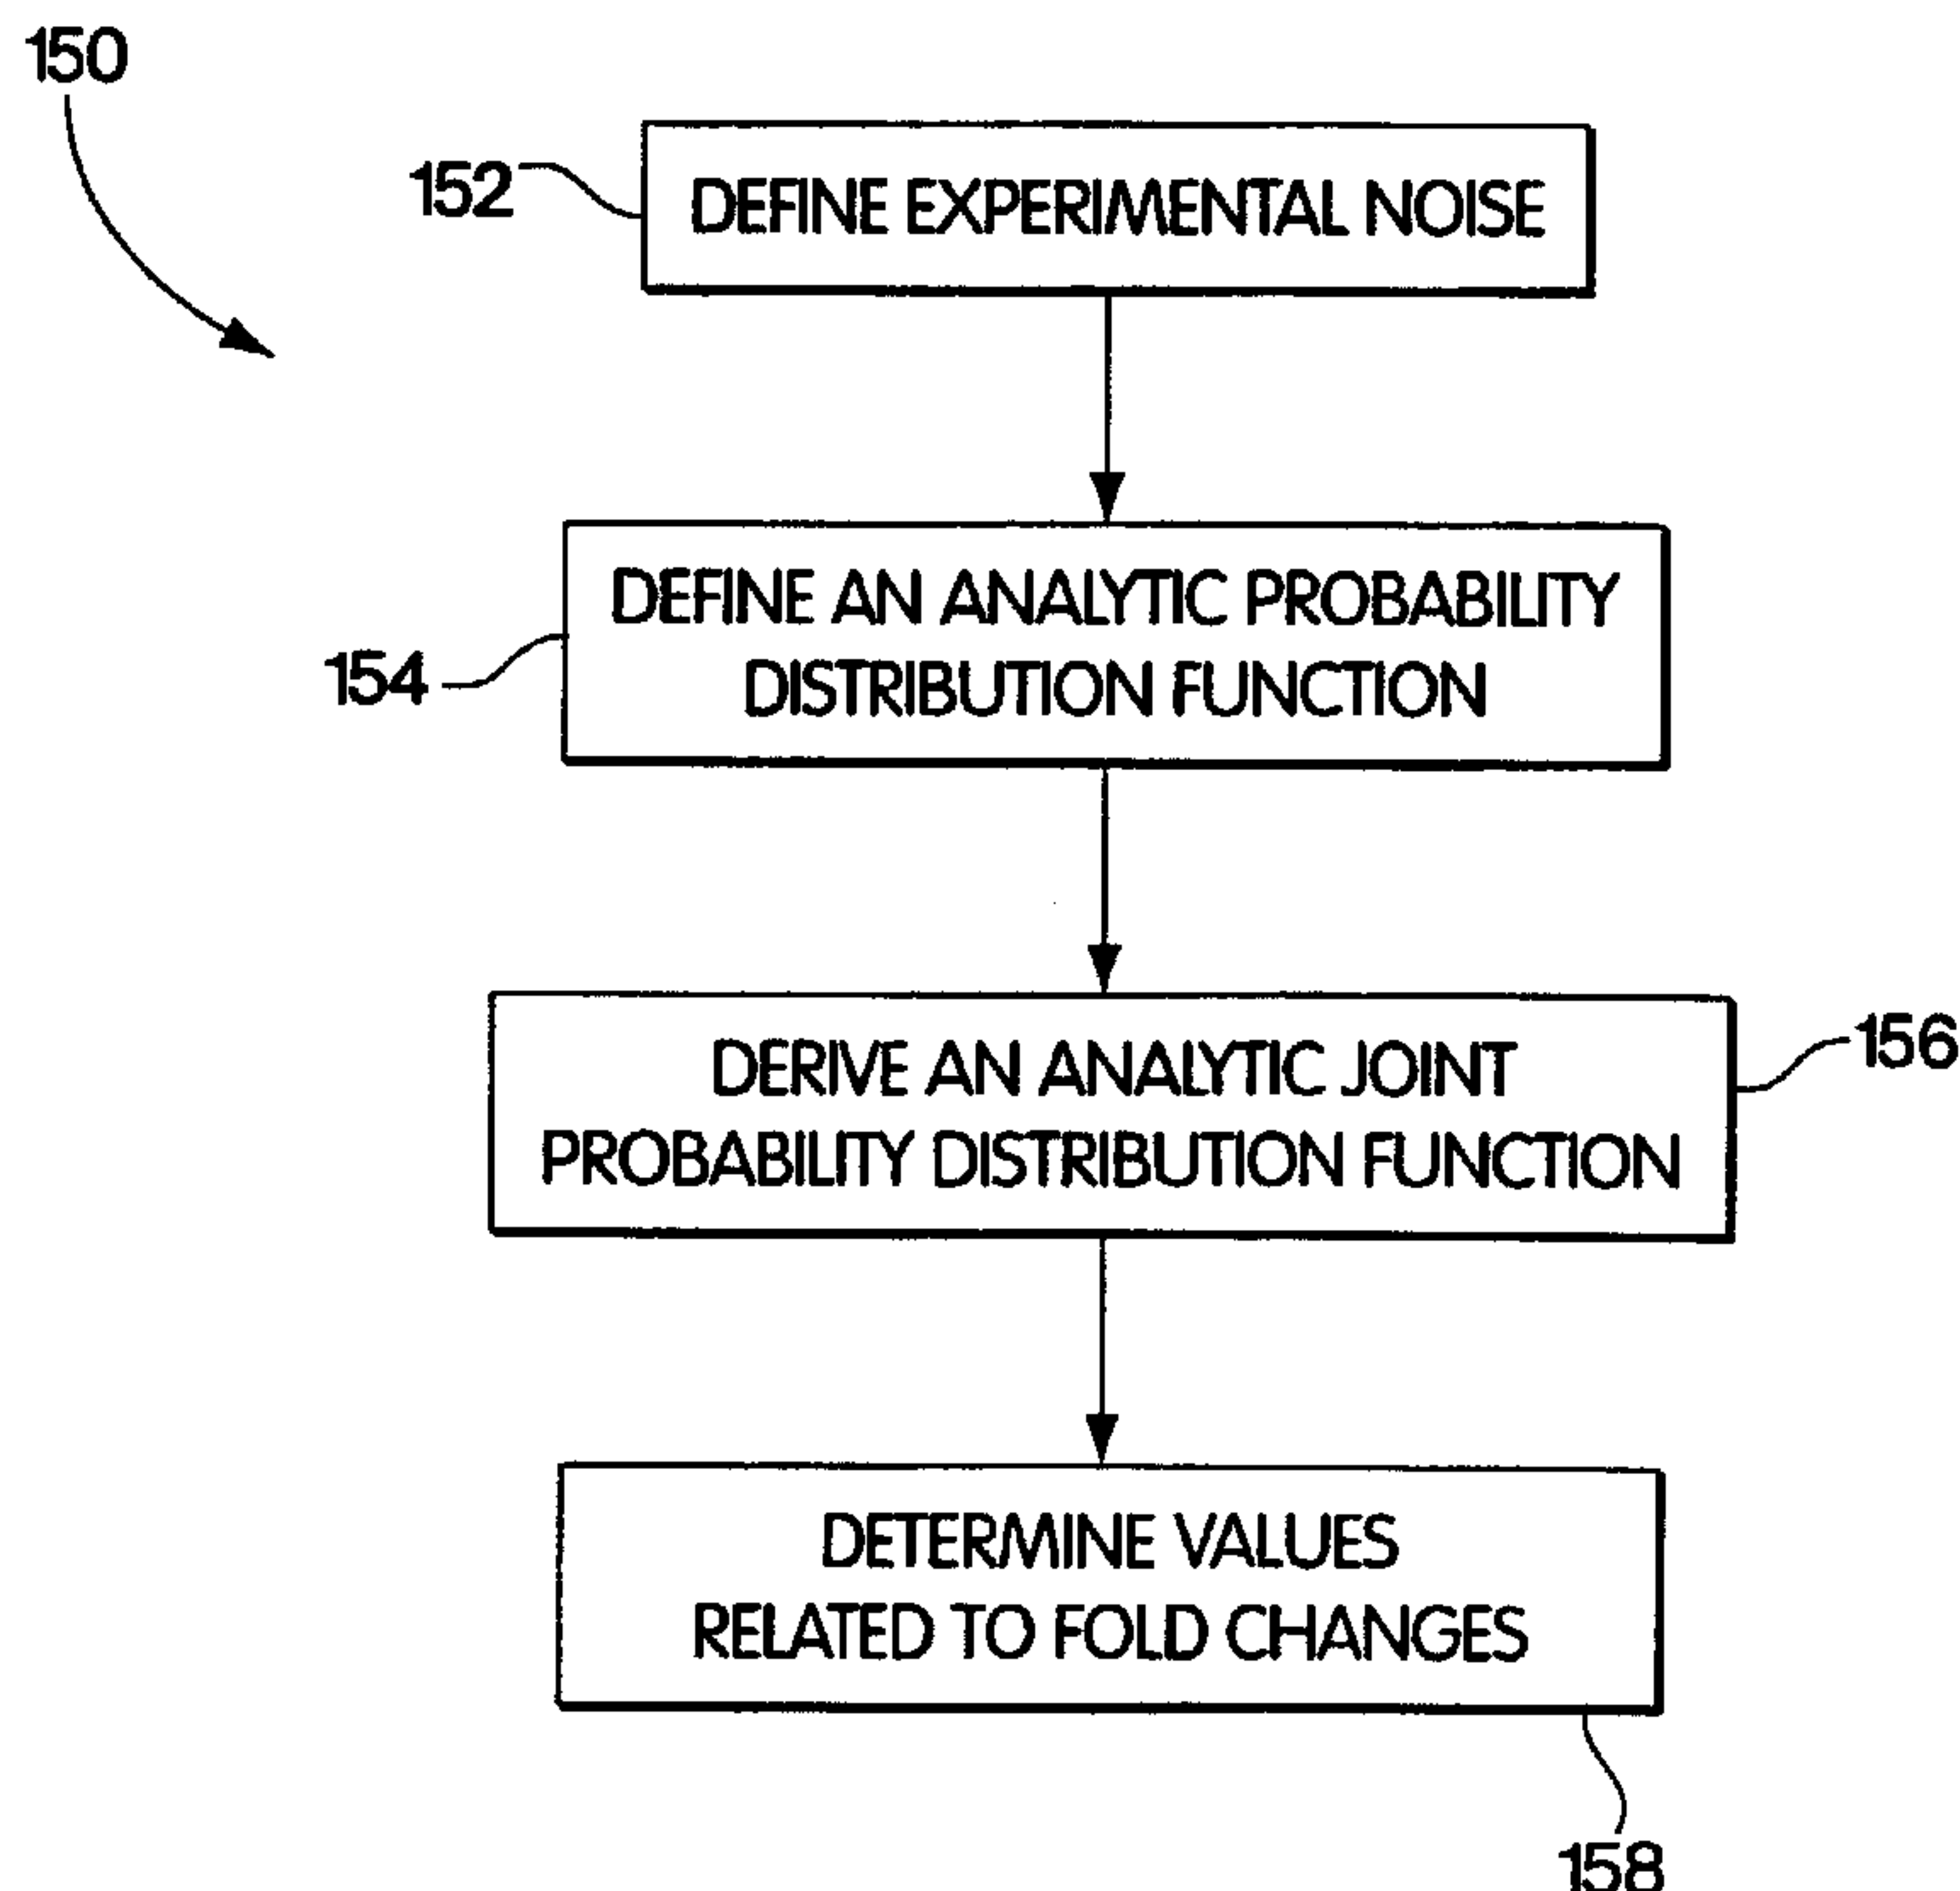 150
152
DEFINE EXPERIMENTAL NOISE
154
DEFINE AN ANALYTIC PROBABILITY
DISTRIBUTION FUNCTION
156
DERIVE AN ANALYTIC JOINT
PROBABILITY DISTRIBUTION FUNCTION
DETERMINE VALUES
RELATED TO FOLD CHANGES
158